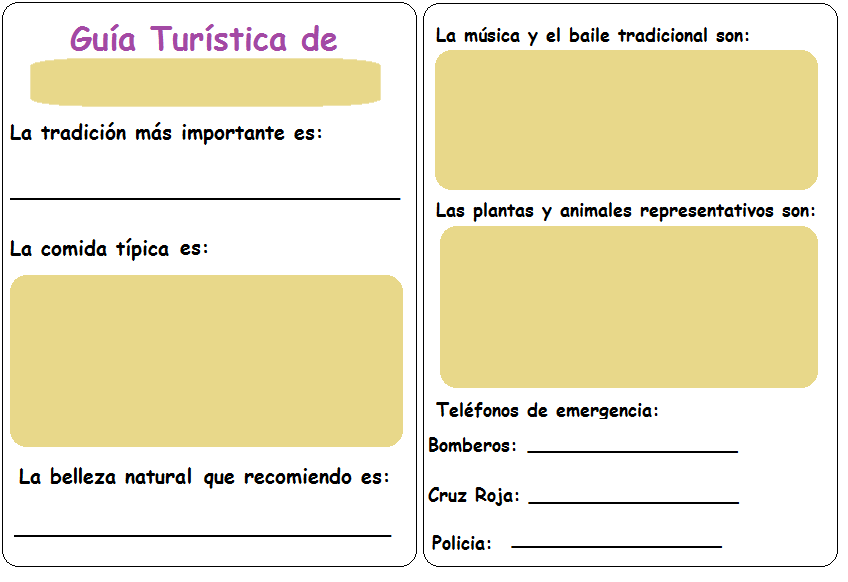 Guía Turística de
La tradición más importante es:
La comida típica es:
La belleza natural que recomiendo es:
La música y el baile tradicional son:
Las plantas y animales representativos son:
Teléfonos de emergencia:
Bomberos:
Cruz Roja:
Policia: